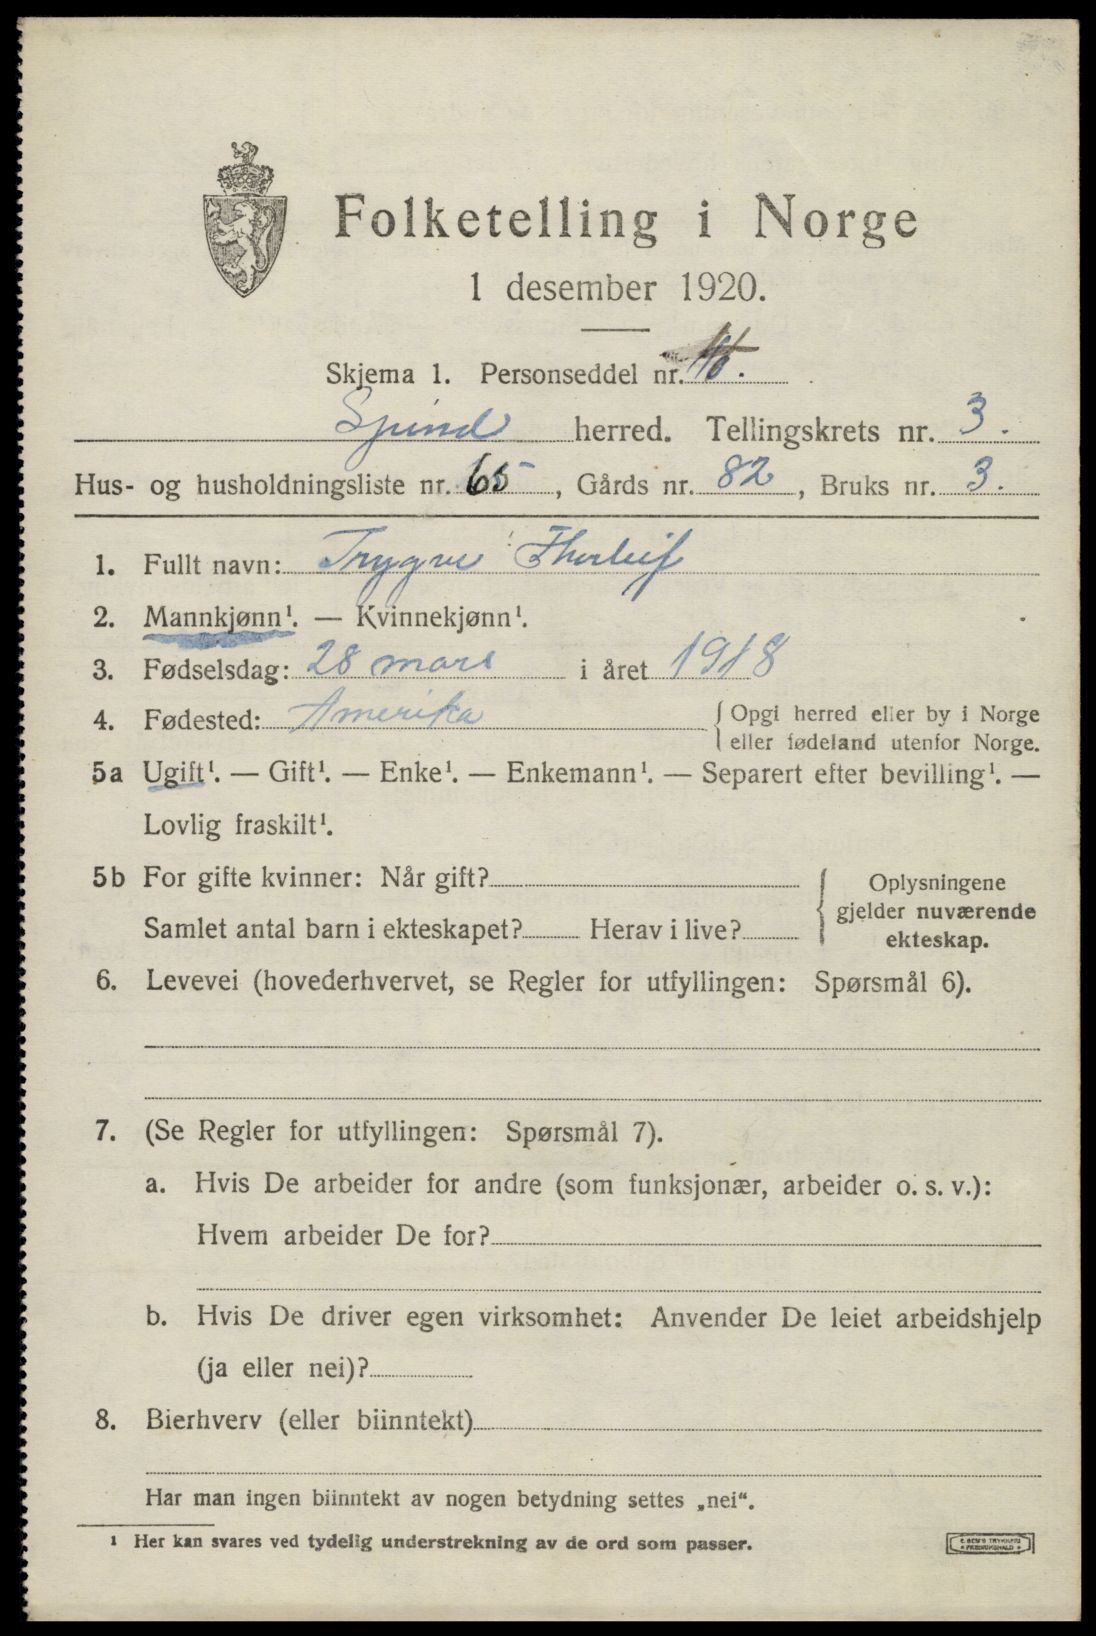 Folketelling i Norge
1 desember 1920.
Skjema 1. Personseddel nr.
Spind herred. Tellingskrets nr. 3.
Hus- og husholdningsliste nr. 65, Gårds nr. 82, Bruks nr. 3.
1. Fullt navn: Trygve Thorleif
2. Mannkjønn¹. — Kvinnekjønn¹.
3. Fødselsdag: 28 mars i året 1918
4. Fødested: Amerika { Opgi herred eller by i Norge
eller fødeland utenfor Norge.
5a Ugift¹. — Gift¹. — Enke¹. — Enkemann¹. — Separert efter bevilling¹. —
Lovlig fraskilt¹.
5b For gifte kvinner: Når gift?
Samlet antal barn i ekteskapet? Herav i live?
{ Oplysningene
gjelder nuværende
ekteskap.
6. Levevei (hovederhvervet, se Regler for utfyllingen: Spørsmål 6).
7. (Se Regler for utfyllingen: Spørsmål 7).
a. Hvis De arbeider for andre (som funksjonær, arbeider o. s. v.):
Hvem arbeider De for?
b. Hvis De driver egen virksomhet: Anvender De leiet arbeidshjelp
(ja eller nei)?
8. Bierhverv (eller biinntekt)
Har man ingen biinntekt av nogen betydning settes „nei“.
¹ Her kan svares ved tydelig understrekning av de ord som passer.